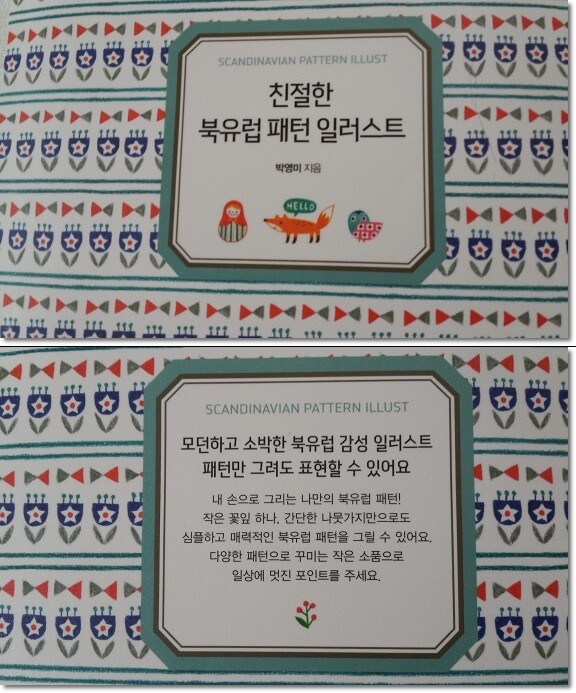 SCANDINAVIAN PATTERN ILLUST
친절한
북유럽 패턴 일러스트
박영미 지음
HELLO
SCANDINAVIAN PATTERN ILLUST
모던하고 소박한 북유럽 감성 일러스트
패턴만 그려도 표현할 수 있어요
내 손으로 그리는 나만의 북유럽 패턴!
작은 꽃잎 하나, 간단한 나뭇가지만으로도
심플하고 매력적인 북유럽 패턴을 그릴 수 있어요.
다양한 패턴으로 꾸미는 작은 소품으로
일상에 멋진 포인트를 주세요.